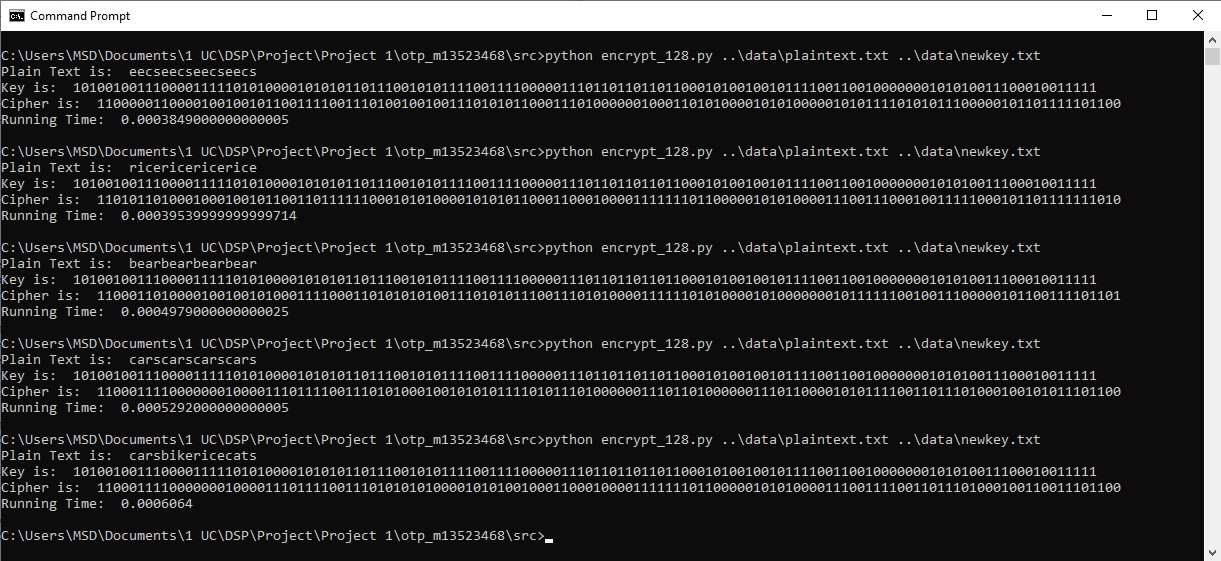 Command Prompt
C:\Users\MSD\Documents\1 UC\DSP\Project\Project 1\otp_m13523468\src>python encrypt_128.py ..\data\plaintext.txt ..\data\newkey.txt
Plain Text is:  eecseecseecseecs
Key is:  10100100111000011111010100001010101101110010101111001111000001110110110110110001010010010111100110010000000101010011100010011111
Cipher is:  11000001100001001001011001111001110100100100111010101100011101000000100011010100001010100000101011110101011100000101101111101100
Running Time:  0.0003849000000000005
C:\Users\MSD\Documents\1 UC\DSP\Project\Project 1\otp_m13523468\src>python encrypt_128.py ..\data\plaintext.txt ..\data\newkey.txt
Plain Text is:  ricericericerice
Key is:  10100100111000011111010100001010101101110010101111001111000001110110110110110001010010010111100110010000000101010011100010011111
Cipher is:  11010110100010001001011001101111110001010100001010101100011000100001111111011000001010100001110011100010011111000101101111111010
Running Time:  0.00039539999999999714
C:\Users\MSD\Documents\1 UC\DSP\Project\Project 1\otp_m13523468\src>python encrypt_128.py ..\data\plaintext.txt ..\data\newkey.txt
Plain Text is:  bearbearbearbear
Key is:  10100100111000011111010100001010101101110010101111001111000001110110110110110001010010010111100110010000000101010011100010011111
Cipher is:  11000110100001001001010001111000110101010100111010101110011101010000111111010100001010000000101111110010011100000101100111101101
Running Time:  0.0004979000000000025
C:\Users\MSD\Documents\1 UC\DSP\Project\Project 1\otp_m13523468\src>python encrypt_128.py ..\data\plaintext.txt ..\data\newkey.txt
Plain Text is:  carscarscarscars
Key is:  10100100111000011111010100001010101101110010101111001111000001110110110110110001010010010111100110010000000101010011100010011111
Cipher is:  11000111100000001000011101111001110101000100101010111101011101000000111011010000001110110000101011110011011101000100101011101100
Running Time:  0.0005292000000000005
C:\Users\MSD\Documents\1 UC\DSP\Project\Project 1\otp_m13523468\src>python encrypt_128.py ..\data\plaintext.txt ..\data\newkey.txt
Plain Text is:  carsbikericecats
Key is:  10100100111000011111010100001010101101110010101111001111000001110110110110110001010010010111100110010000000101010011100010011111
Cipher is:  11000111100000001000011101111001110101010100001010100100011000100001111111011000001010100001110011110011011101000100110011101100
Running Time:  0.0006064
C:\Users\MSD\Documents\1 UC\DSP\Project\Project 1\otp_m13523468\src>